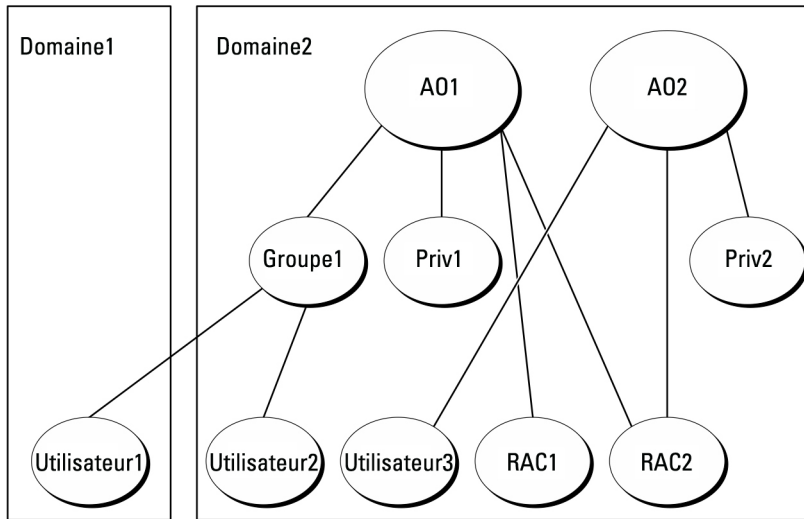 Domaine1
Domaine2
AO1
AO2
Groupe1
Priv1
Priv2
Utilisateur1
Utilisateur2
Utilisateur3
RAC1
RAC2